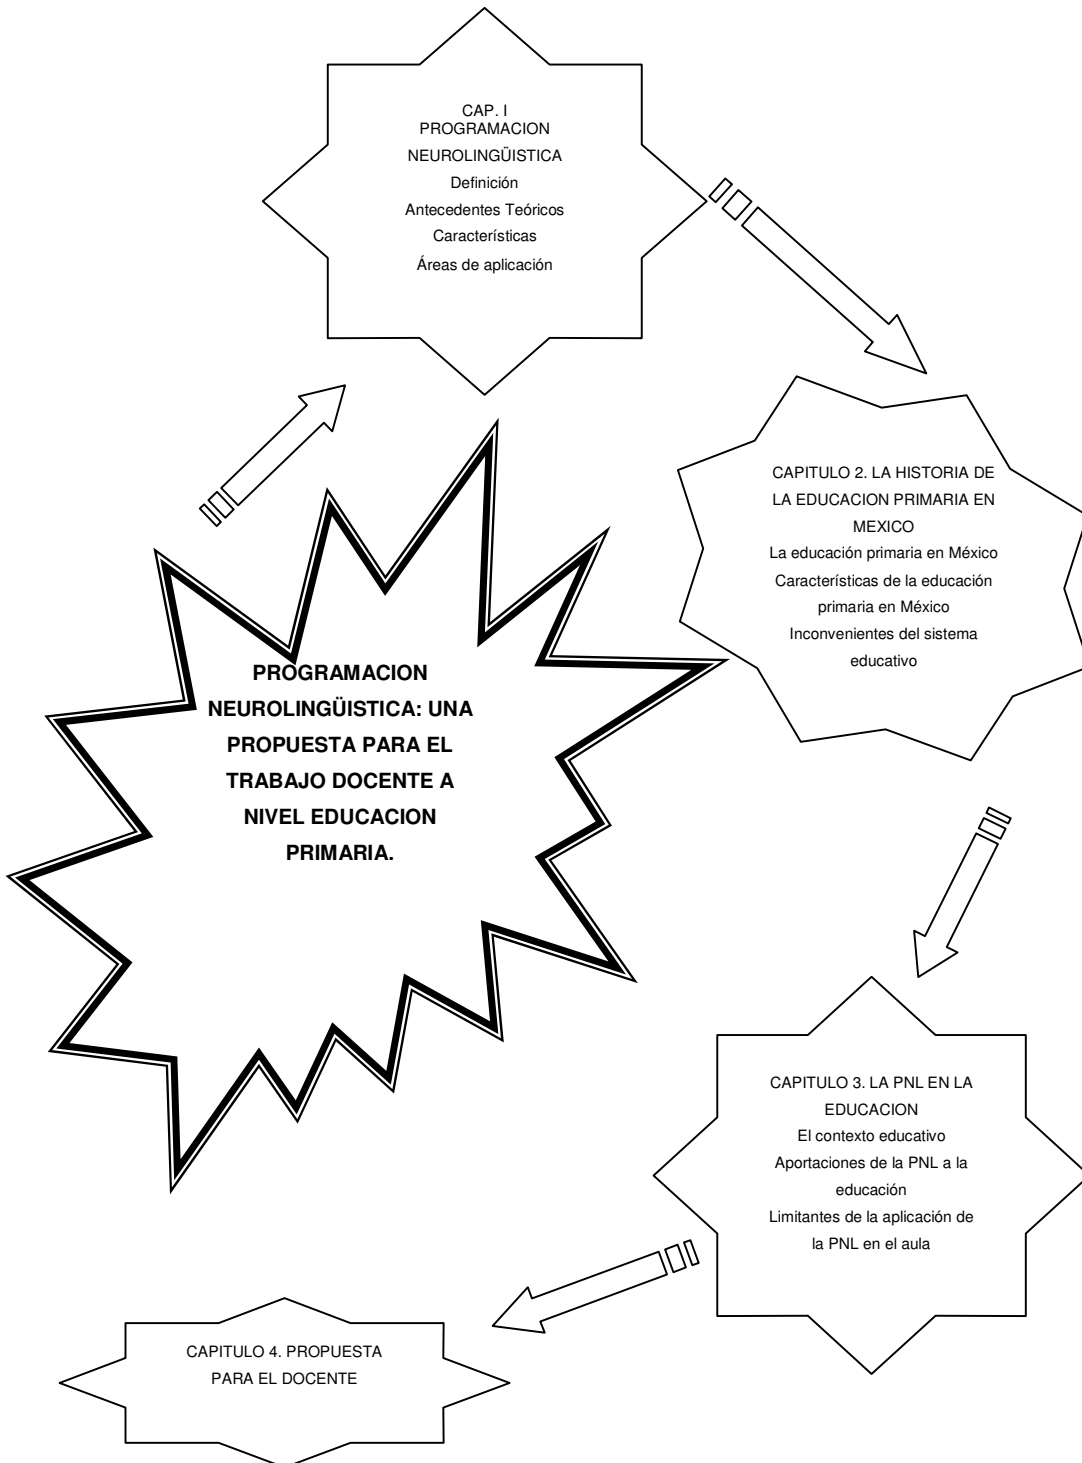 CAP. I
PROGRAMACION
NEUROLINGÜISTICA
Definición
Antecedentes Teóricos
Características
Áreas de aplicación
CAPITULO 2. LA HISTORIA DE
LA EDUCACION PRIMARIA EN
MEXICO
La educación primaria en México
Características de la educación
primaria en México
Inconvenientes del sistema
educativo
PROGRAMACION
NEUROLINGÜISTICA: UNA
PROPUESTA PARA EL
TRABAJO DOCENTE A
NIVEL EDUCACION
PRIMARIA.
CAPITULO 3. LA PNL EN LA
EDUCACION
El contexto educativo
Aportaciones de la PNL a la
educación
Limitantes de la aplicación de
la PNL en el aula
CAPITULO 4. PROPUESTA
PARA EL DOCENTE